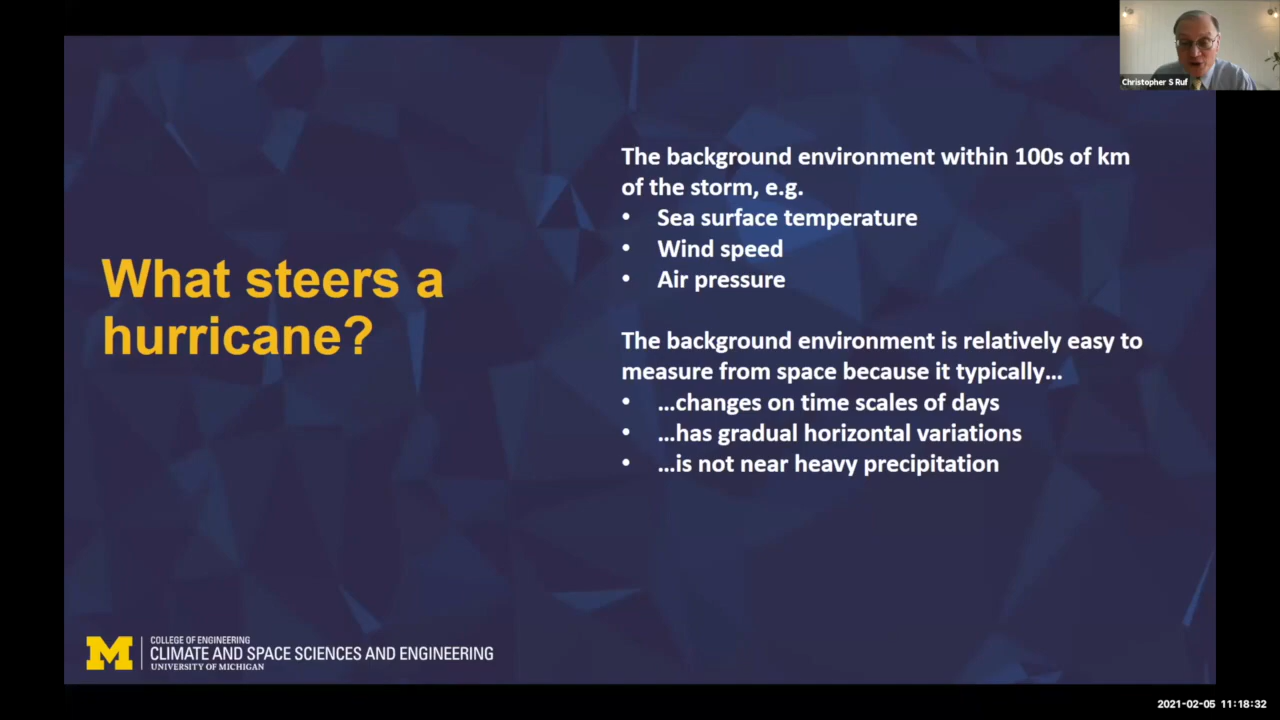 Christopher S Ruf
What steers a
hurricane?
The background environment within 100s of km
of the storm, e.g.
• Sea surface temperature
• Wind speed
• Air pressure
The background environment is relatively easy to
measure from space because it typically...
• ...changes on time scales of days
• ...has gradual horizontal variations
• ...is not near heavy precipitation
M
COLLEGE OF ENGINEERING
CLIMATE AND SPACE SCIENCES AND ENGINEERING
UNIVERSITY OF MICHIGAN
2021-02-05 11:18:32